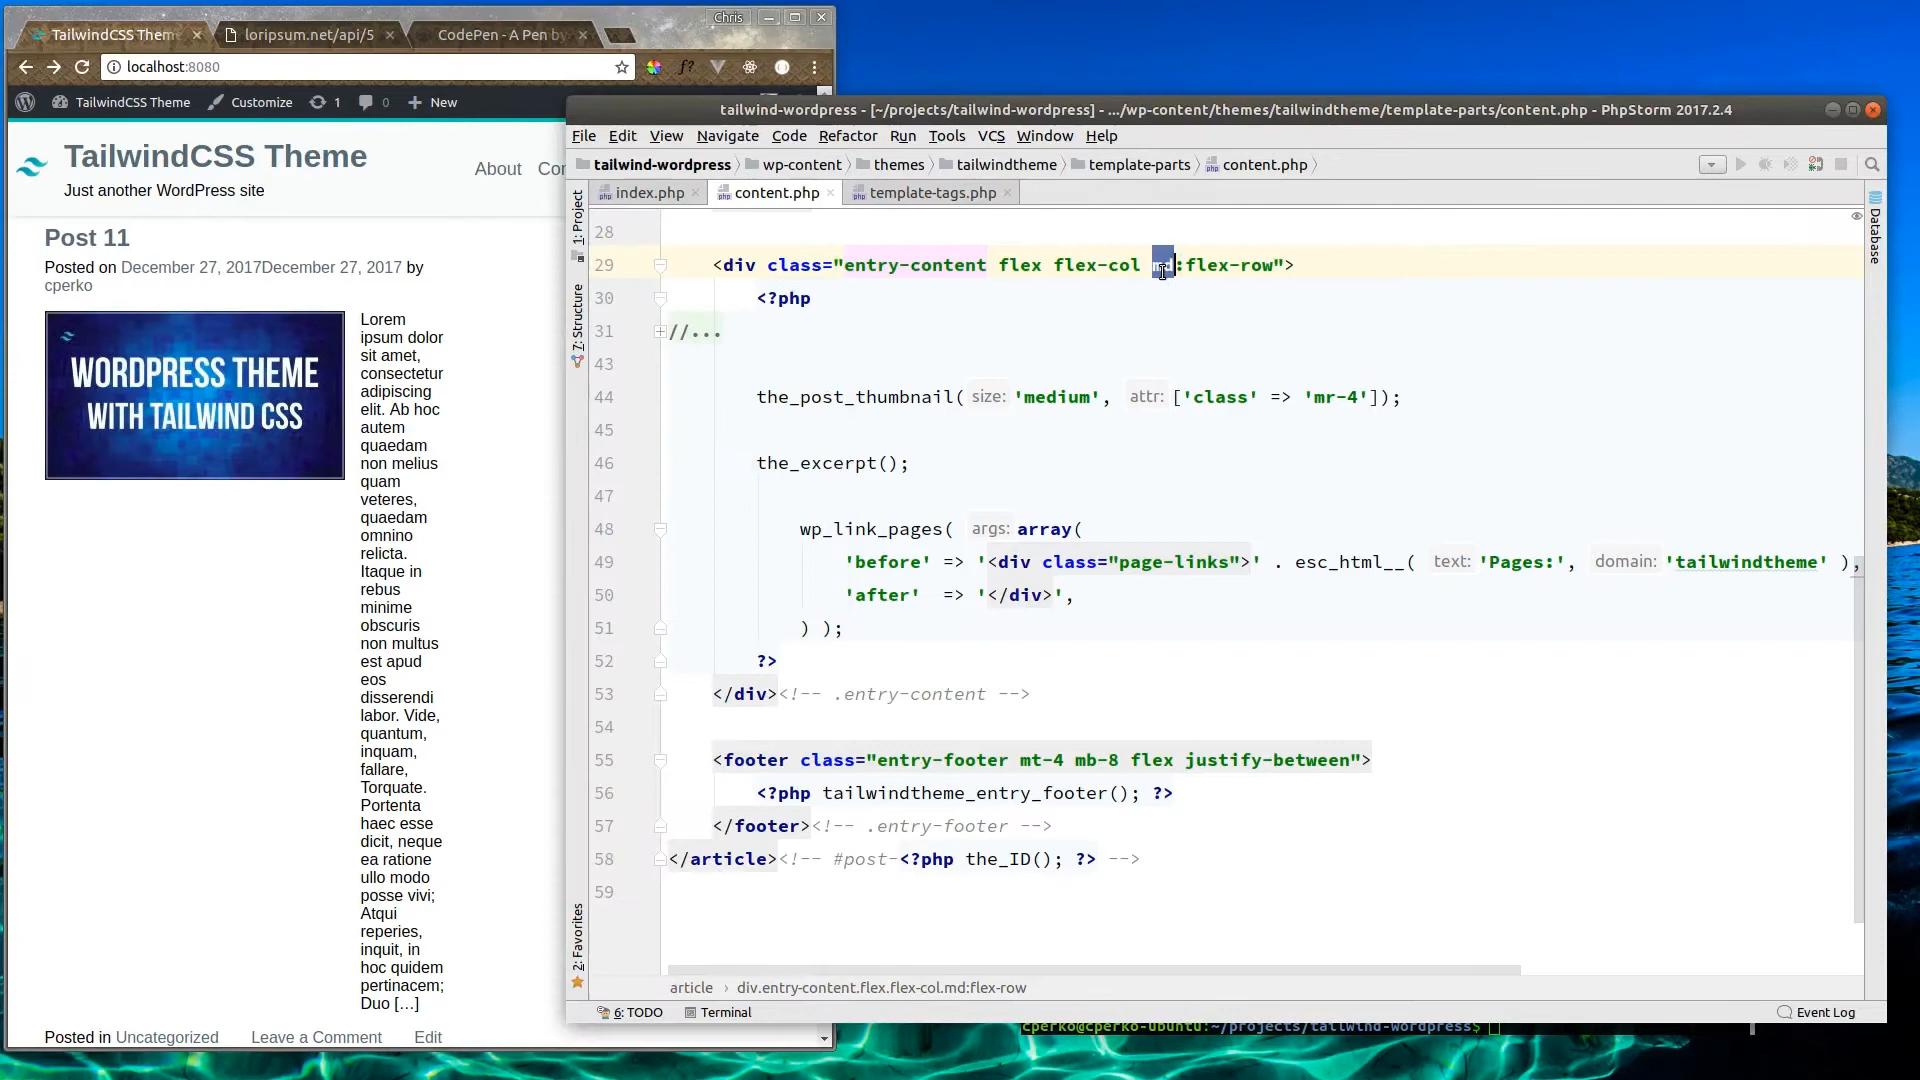 Chris
TailwindCSS Them
loripsum.net/api/5
CodePen - A Pen by
localhost:8080
TailwindCSS Theme
Customize
1
0
New
TailwindCSS Theme
Just another WordPress site
About
Post 11
Posted on December 27, 2017December 27, 2017 by
cperko
WORDPRESS THEME
WITH TAILWIND CSS
Lorem
ipsum dolor
sit amet,
consectetur
adipiscing
elit. Ab hoc
autem
quaedam
non melius
quam
veteres,
quaedam
omnino
relicta.
Itaque in
rebus
minime
obscuris
non multus
est apud
eos
disserendi
labor. Vide,
quantum,
inquam,
fallare,
Torquate.
Portenta
haec esse
dicit, neque
ea ratione
ullo modo
posse vivi;
Atqui
reperies,
inquit, in
hoc quidem
pertinacem;
Duo […]
Posted in Uncategorized
Leave a Comment
Edit
tailwind-wordpress - [~/projects/tailwind-wordpress] - .../wp-content/themes/tailwindtheme/template-parts/content.php - PhpStorm 2017.2.4
File Edit View Navigate Code Refactor Run Tools VCS Window Help
tailwind-wordpress wp-content themes tailwindtheme template-parts content.php
index.php content.php template-tags.php
1: Project
7: Structure
2: Favorites
Database
28
29 <div class="entry-content flex flex-col md:flex-row">
30 <?php
31 //...
43
44 the_post_thumbnail( size: 'medium', attr: ['class' => 'mr-4']);
45
46 the_excerpt();
47
48 wp_link_pages( args: array(
49 'before' => '<div class="page-links">' . esc_html__( text: 'Pages:', domain: 'tailwindtheme' ),
50 'after' => '</div>',
51 ) );
52 ?>
53 </div><!-- .entry-content -->
54
55 <footer class="entry-footer mt-4 mb-8 flex justify-between">
56 <?php tailwindtheme_entry_footer(); ?>
57 </footer><!-- .entry-footer -->
58 </article><!-- #post-<?php the_ID(); ?> -->
59
article div.entry-content.flex.flex-col.md:flex-row
6: TODO Terminal Event Log
cperko@cperko-ubuntu:~/projects/tailwind-wordpress$